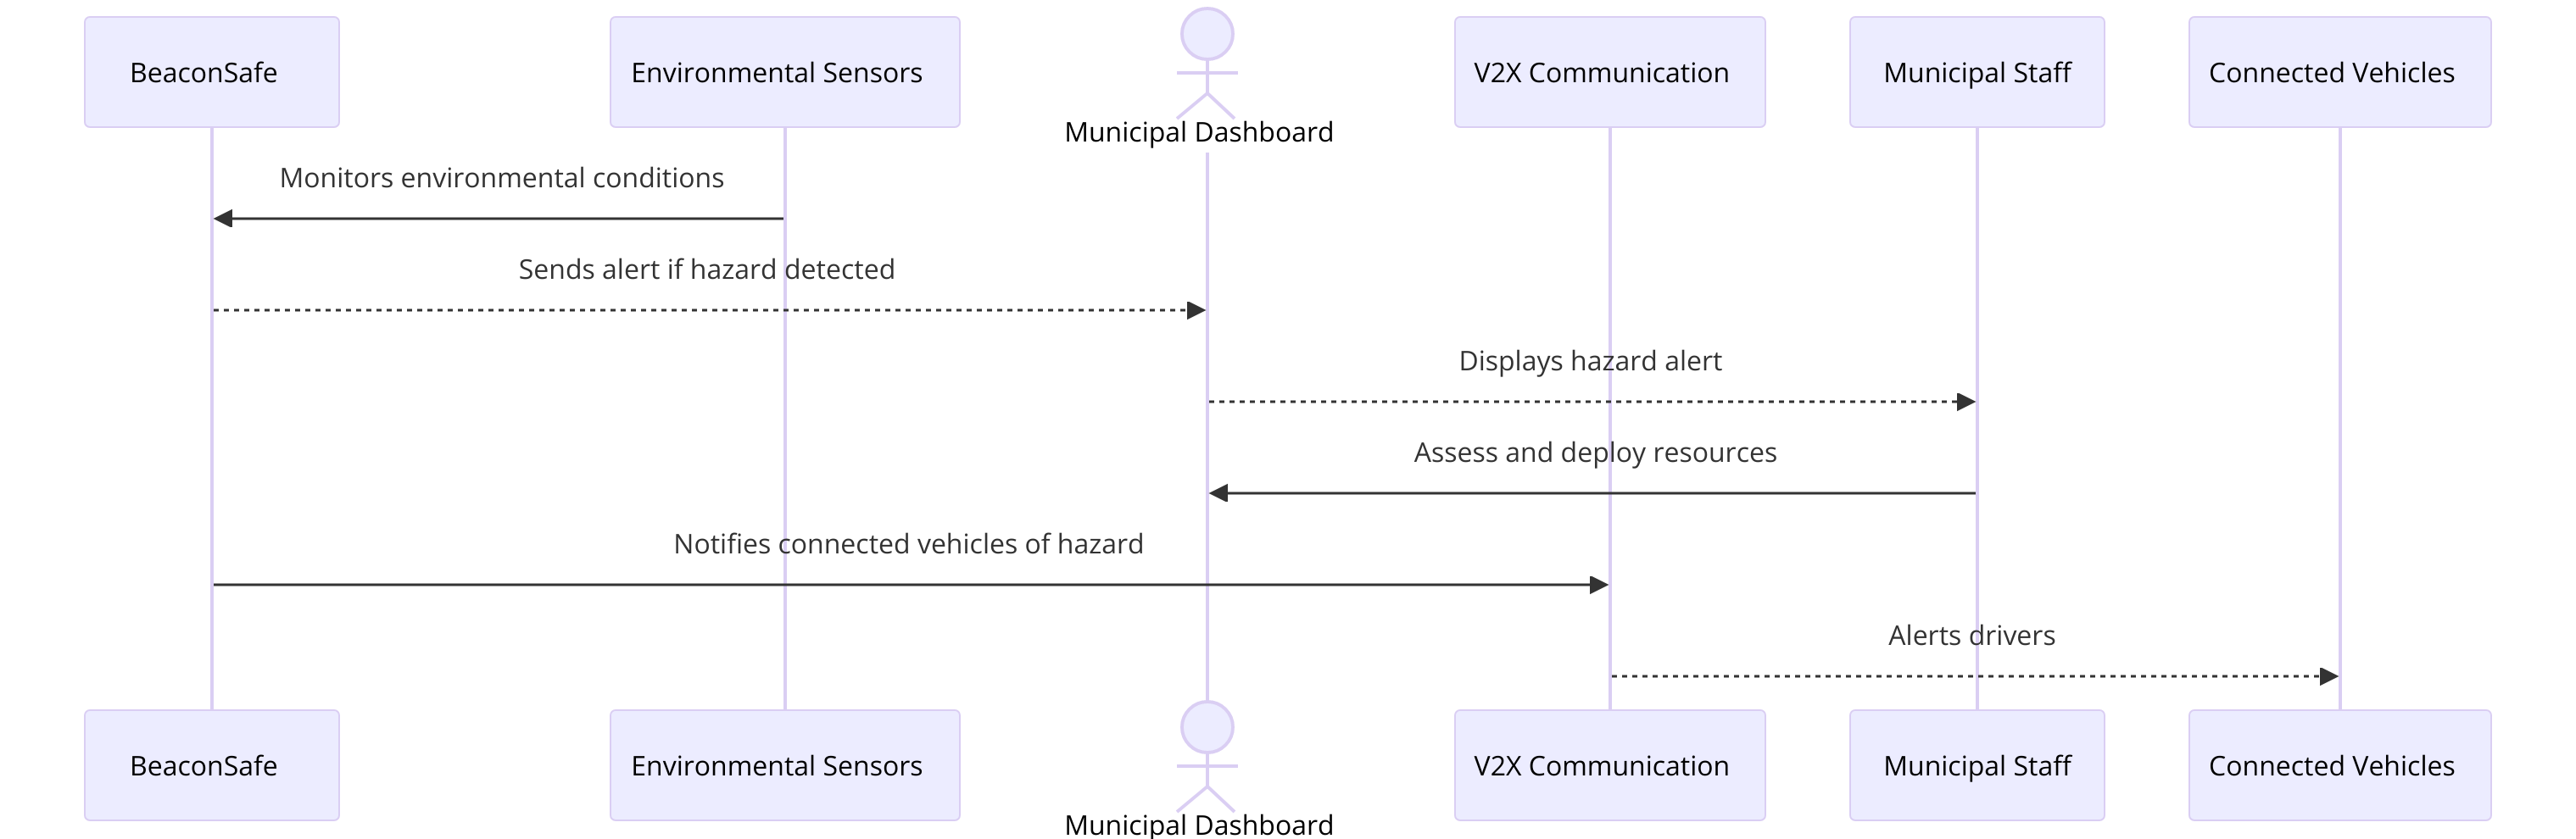 BeaconSafe
Environmental Sensors
Municipal Dashboard
V2X Communication
Municipal Staff
Connected Vehicles
Monitors environmental conditions
Sends alert if hazard detected
Displays hazard alert
Assess and deploy resources
Notifies connected vehicles of hazard
Alerts drivers
BeaconSafe
Environmental Sensors
Municipal Dashboard
V2X Communication
Municipal Staff
Connected Vehicles